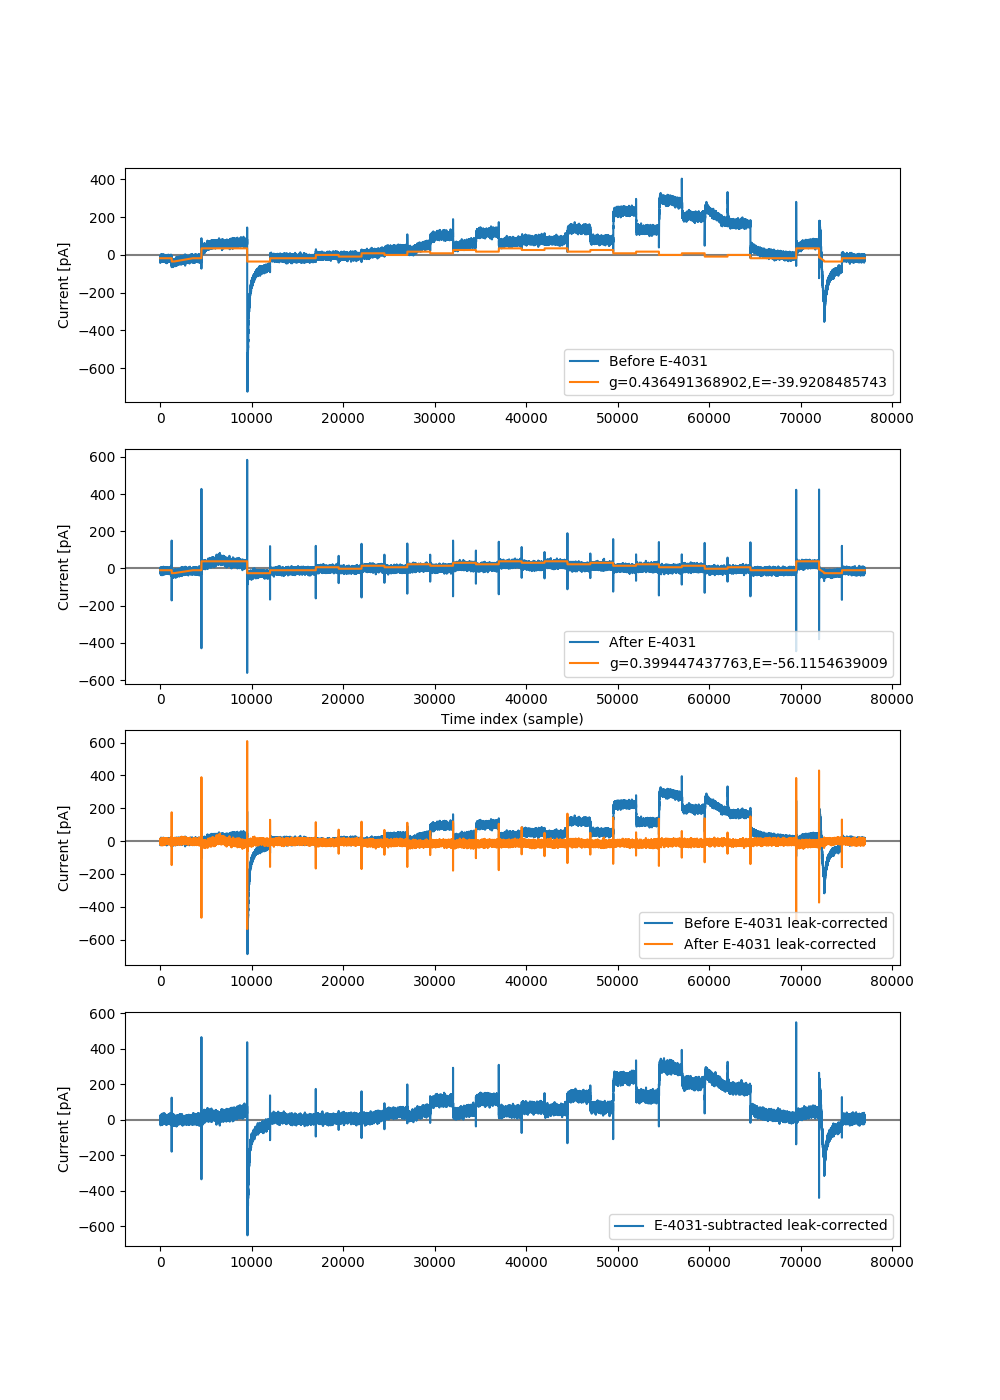 400
200
0
−200
−400
−600
Current [pA]
Before E-4031
g=0.436491368902,E=-39.9208485743
0 10000 20000 30000 40000 50000 60000 70000 80000
600
400
200
0
−200
−400
−600
Current [pA]
After E-4031
g=0.399447437763,E=-56.1154639009
0 10000 20000 30000 40000 50000 60000 70000 80000
Time index (sample)
600
400
200
0
−200
−400
−600
Current [pA]
Before E-4031 leak-corrected
After E-4031 leak-corrected
0 10000 20000 30000 40000 50000 60000 70000 80000
600
400
200
0
−200
−400
−600
Current [pA]
E-4031-subtracted leak-corrected
0 10000 20000 30000 40000 50000 60000 70000 80000